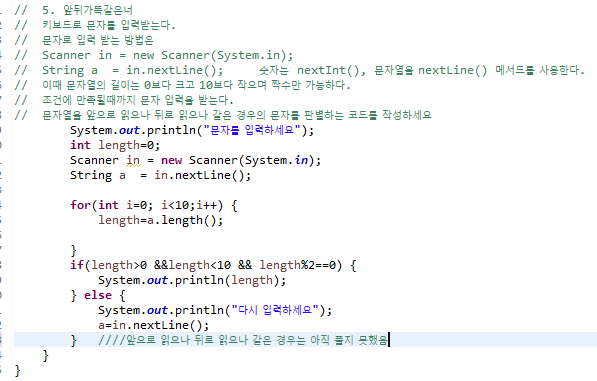 // 5. 앞뒤가똑같은너
// 키보드로 문자를 입력받는다.
// 문자로 입력 받는 방법은
// Scanner in = new Scanner(System.in);
// String a = in.nextLine(); 숫자는 nextInt(), 문자열을 nextLine() 메서드를 사용한다.
// 이때 문자열의 길이는 0보다 크고 10보다 작으며 짝수만 가능하다.
// 조건에 만족될때까지 문자 입력을 받는다.
// 문자열을 앞으로 읽으나 뒤로 읽으나 같은 경우의 문자를 판별하는 코드를 작성하세요
System.out.println("문자를 입력하세요");
int length=0;
Scanner in = new Scanner(System.in);
String a = in.nextLine();
for(int i=0; i<10;i++) {
length=a.length();
}
if(length>0 &&length<10 && length%2==0) {
System.out.println(length);
} else {
System.out.println("다시 입력하세요");
a=in.nextLine();
} ////앞으로 읽으나 뒤로 읽으나 같은 경우는 아직 풀지 못했음
}
}